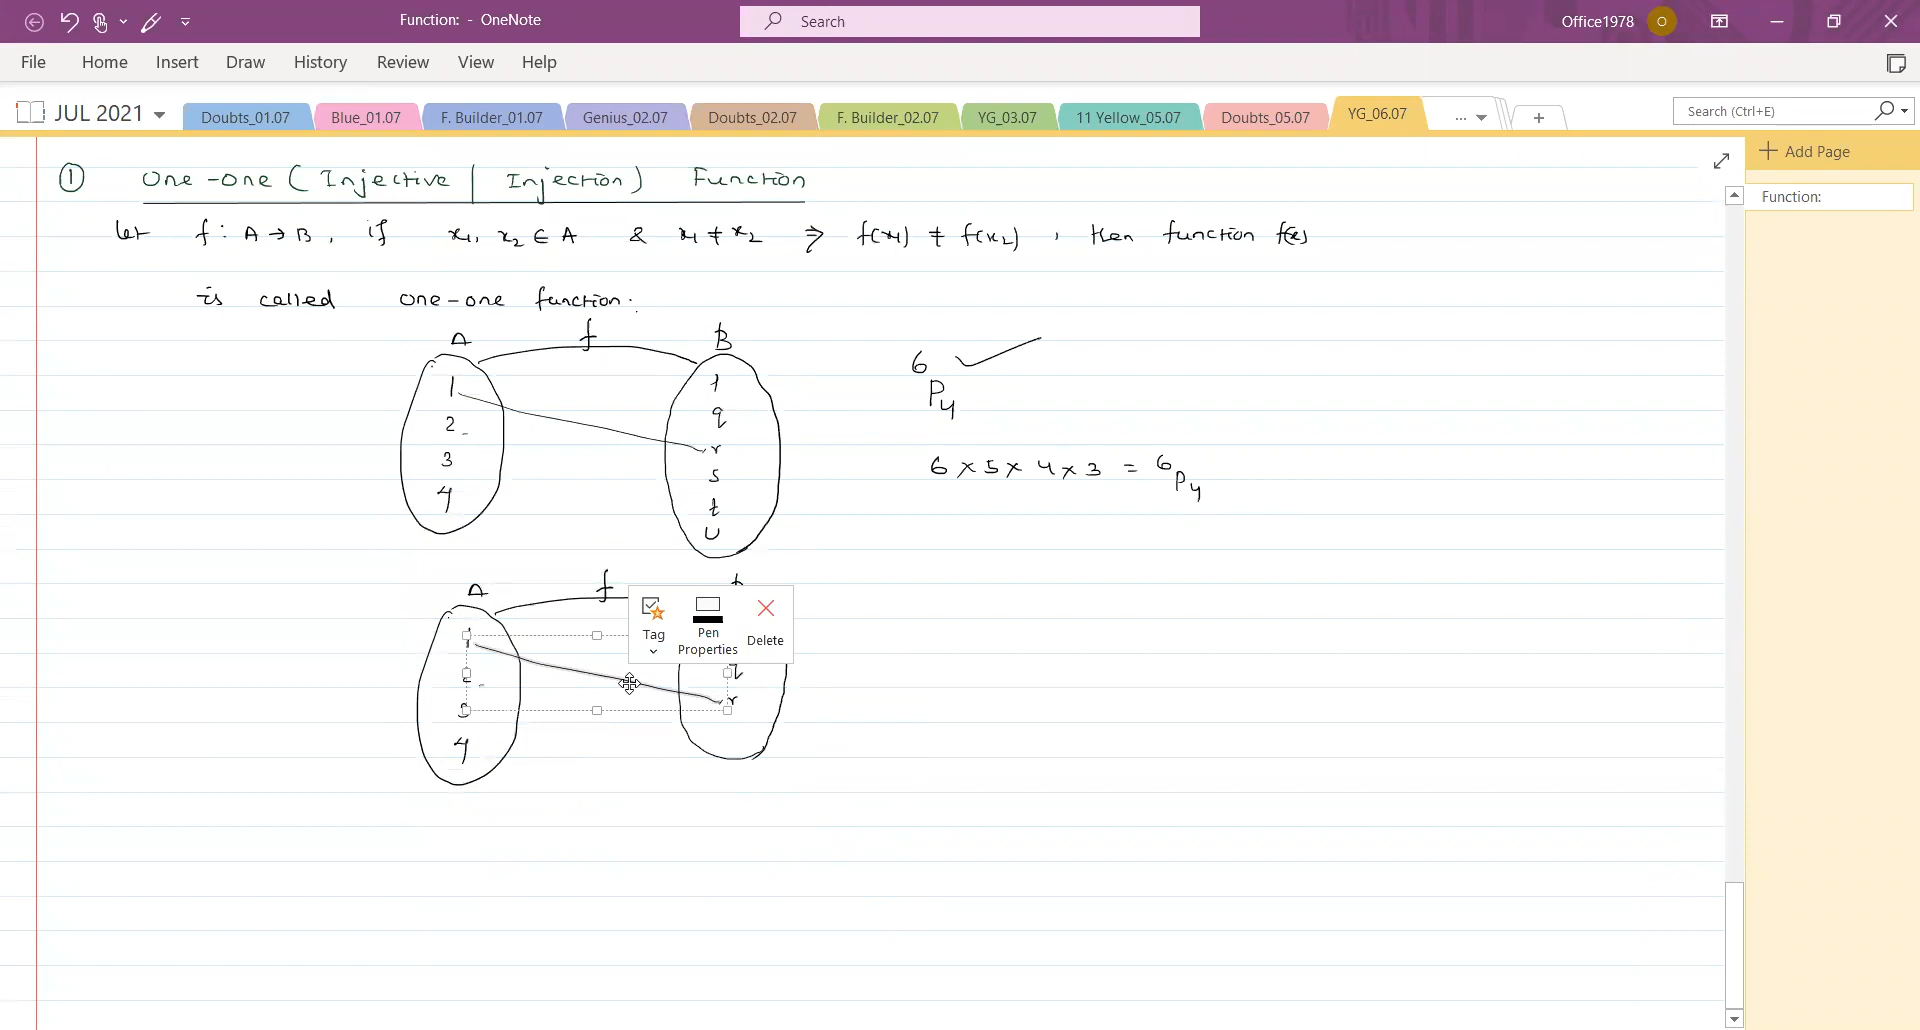 Function: - OneNote
Search
Office1978
O
File Home Insert Draw History Review View Help
JUL 2021
Doubts_01.07 Blue_01.07 F. Builder_01.07 Genius_02.07 Doubts_02.07 F. Builder_02.07 YG_03.07 11 Yellow_05.07 Doubts_05.07 YG_06.07 ... +
Search (Ctrl+E)
Add Page
Function:
① One-one (Injective | Injection) Function
let f: A → B, if x1, x2 ∈ A & x1 ≠ x2 ⇒ f(x1) ≠ f(x2), then function f(x)
is called one-one function.
A f B
1
2
3
4
q
r
s
t
u
6P4 ✓
6 × 5 × 4 × 3 = 6P4
A f
1
4
r
Tag
Pen Properties
Delete